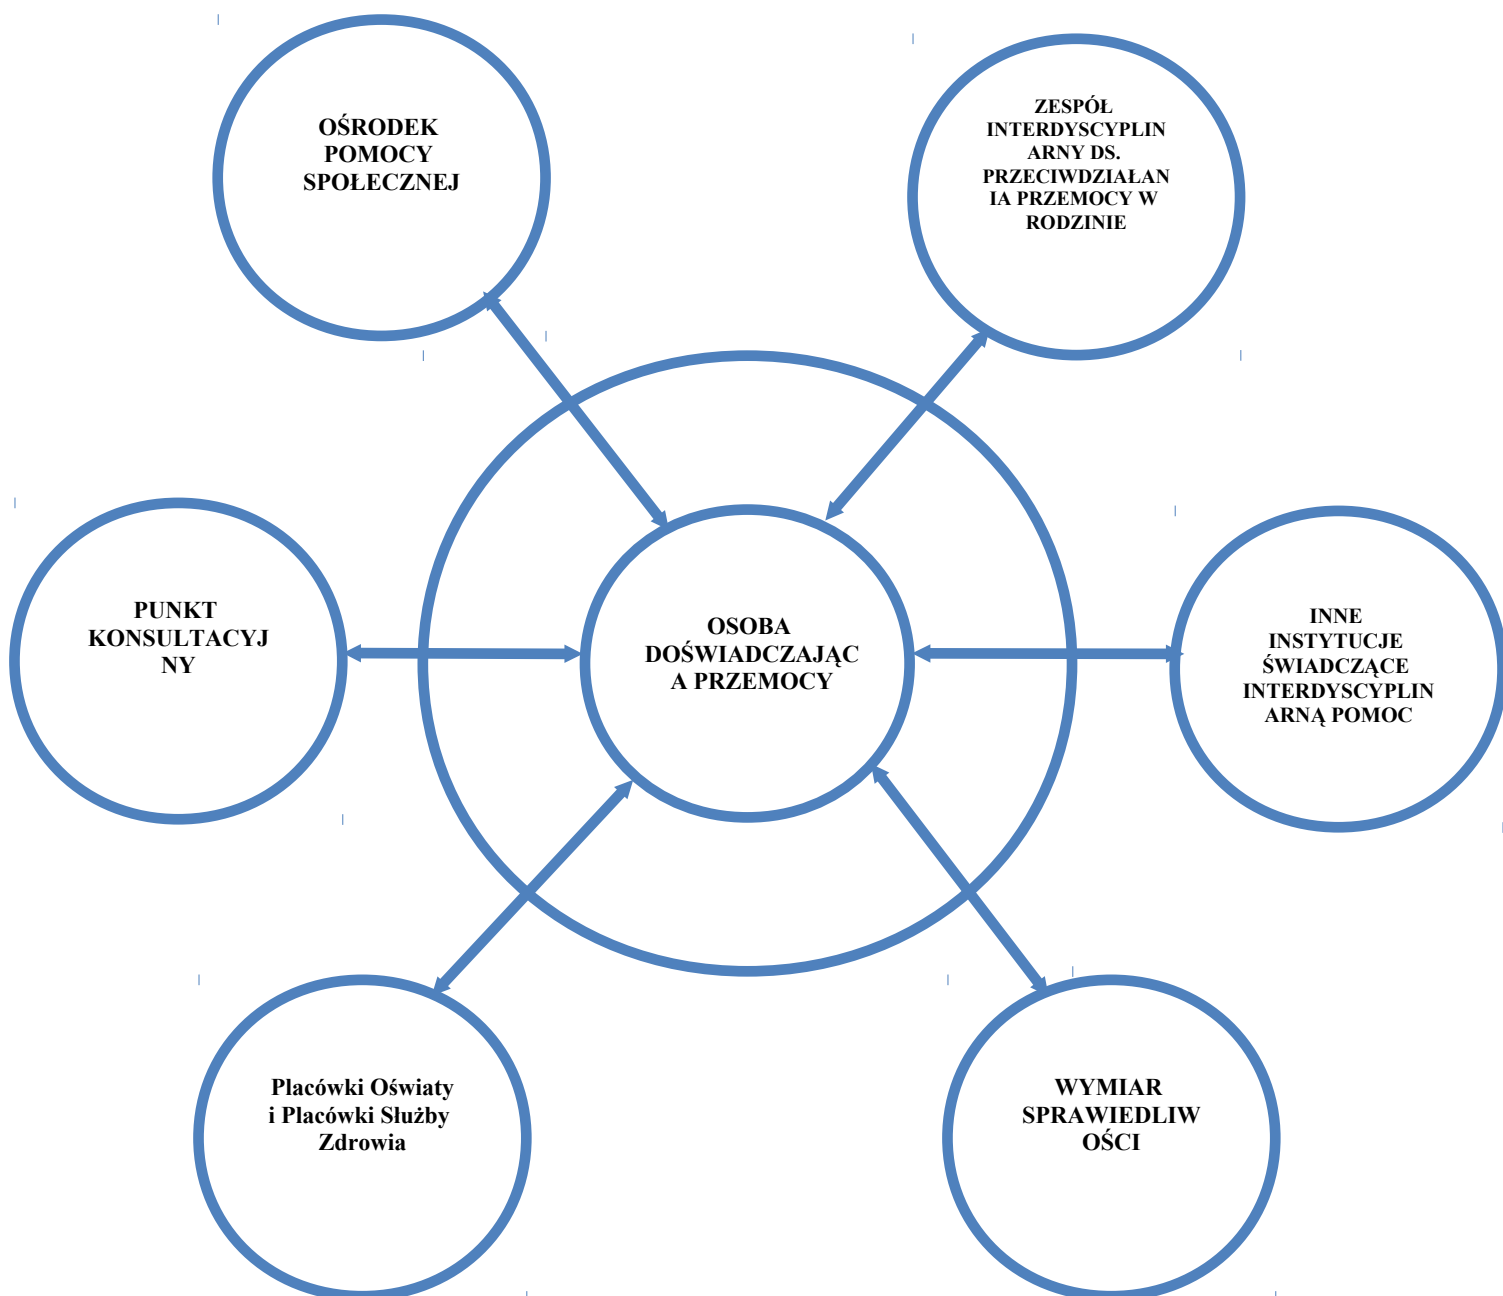 OŚRODEK
POMOCY
SPOŁECZNEJ
ZESPÓŁ
INTERDYSCYPLIN
ARNY DS.
PRZECIWDZIAŁAN
IA PRZEMOCY W
RODZINIE
PUNKT
KONSULTACYJ
NY
OSOBA
DOŚWIADCZAJĄC
A PRZEMOCY
INNE
INSTYTUCJE
ŚWIADCZĄCE
INTERDYSCYPLIN
ARNĄ POMOC
Placówki Oświaty
i Placówki Służby
Zdrowia
WYMIAR
SPRAWIEDLIW
OŚCI